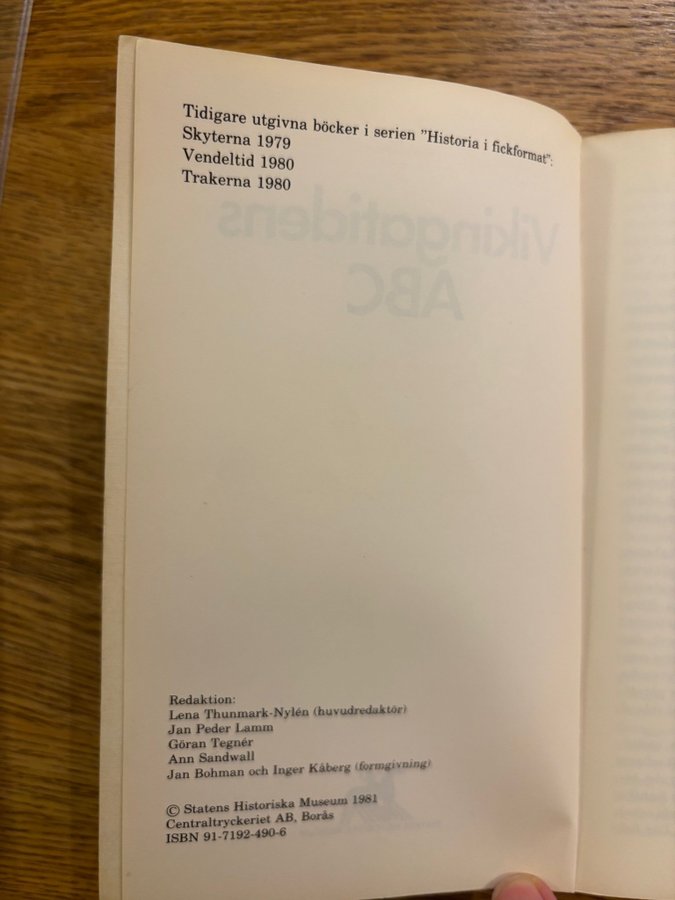 Tidigare utgivna böcker i serien "Historia i fickformat":
Skyterna 1979
Vendeltid 1980
Trakerna 1980
Vikingatidens
ABC
Redaktion:
Lena Thunmark-Nylén (huvudredaktör)
Jan Peder Lamm
Göran Tegnér
Ann Sandwall
Jan Bohman och Inger Kåberg (formgivning)
© Statens Historiska Museum 1981
Centraltryckeriet AB, Borås
ISBN 91-7192-490-6